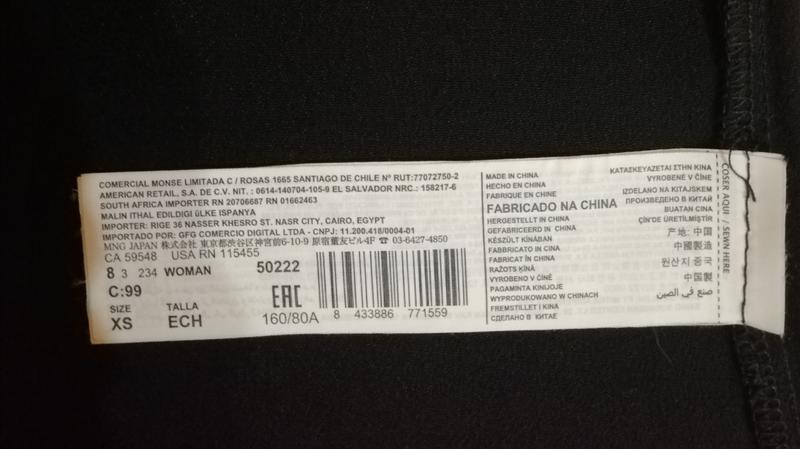 COMERCIAL MONSE LIMITADA C / ROSAS 1665 SANTIAGO DE CHILE Nº RUT:77072750-2
AMERICAN RETAIL, S.A. DE C.V. NIT. : 0614-140704-105-9 EL SALVADOR NRC.: 158217-6
SOUTH AFRICA IMPORTER RN 20706687 RN 01662463
MALIN ITHAL EDILDIGI ÜLKE ISPANYA
IMPORTER: RIGE 36 NASSER KHESRO ST. NASR CITY, CAIRO, EGYPT
IMPORTADO POR: GFG COMERCIO DIGITAL LTDA - CNPJ: 11.200.418/0004-01
MNG JAPAN 株式会社 東京都渋谷区神宮前6-10-9 原宿董友ビル4F ☎ 03-6427-4850
CA 59548 USA RN 115455
8 3 234 WOMAN 50222
C:99
SIZE TALLA
XS ECH
EAC
160/80A
8 433886 771559
MADE IN CHINA
HECHO EN CHINA
FABRIQUE EN CHINE
FABRICADO NA CHINA
HERGESTELLT IN CHINA
GEFABRICEERD IN CHINA
KÉSZÜLT KÍNÁBAN
FABBRICATO IN CINA
FABRICAT ÎN CHINA
RAŽOTS ĶĪNĀ
VYROBENO V ČÍNĚ
PAGAMINTA KINIJOJE
WYPRODUKOWANO W CHINACH
FREMSTILLET I KINA
СДЕЛАНО В КИТАЕ
ΚΑΤΑΣΚΕΥΑΖΕΤΑΙ ΣΤΗΝ ΚΙΝΑ
VYROBENÉ V ČÍNE
IZDELANO NA KITAJSKEM
ПРОИЗВЕДЕНО В КИТАЙ
BUATAN CINA
ÇİN'DE ÜRETİLMİŞTİR
产地: 中国
中國製造
원산지 중국
中国製
صنع في الصين
COSER AQUI / SEWN HERE